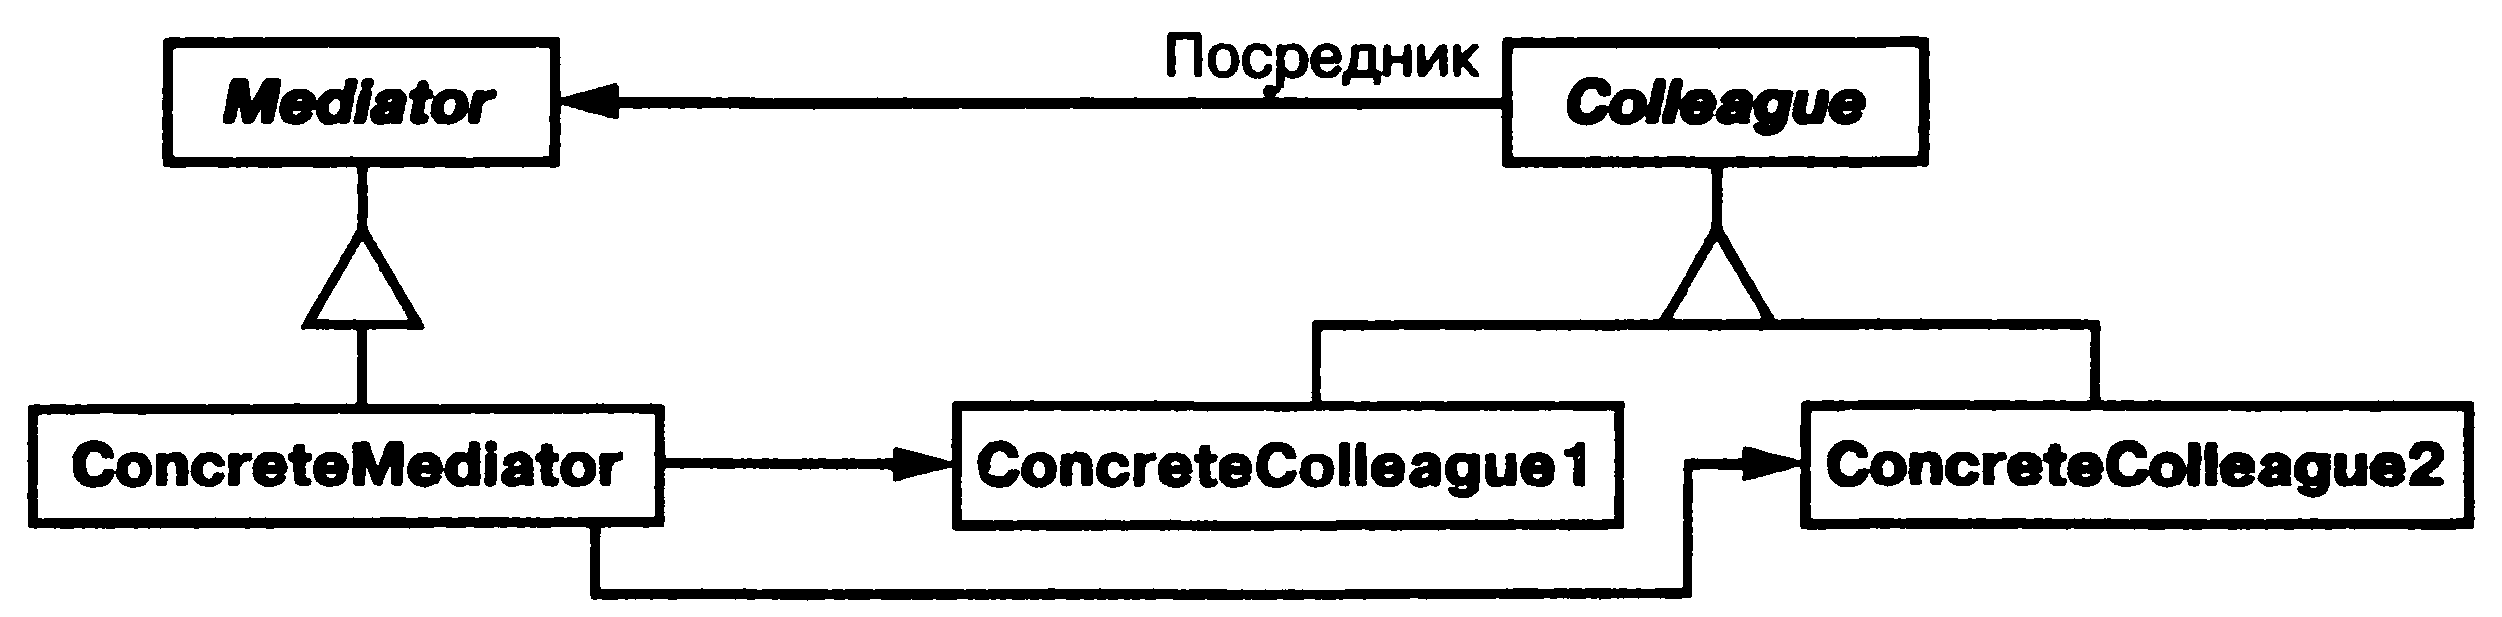 Посредник
Mediator
Colleague
ConcreteMediator
ConcreteColleague1
ConcreteColleague2